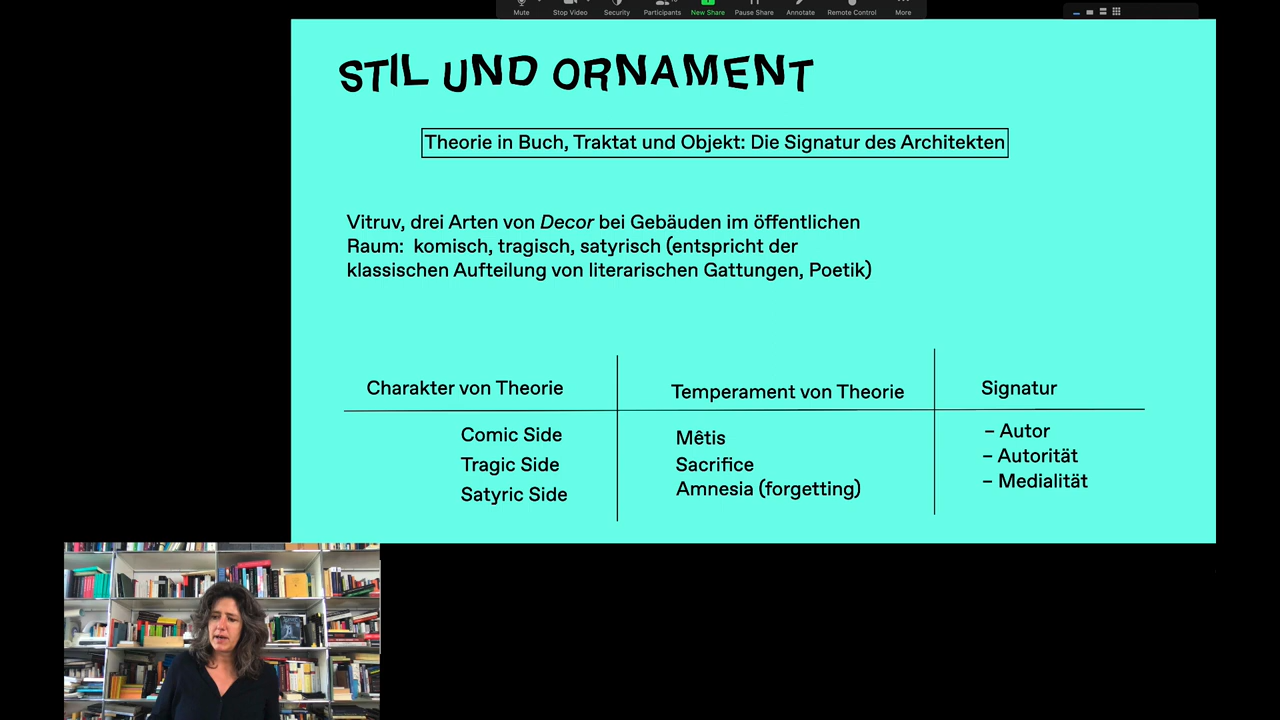 Mute
Stop Video
Security
Participants
New Share
Pause Share
Annotate
Remote Control
More
STIL UND ORNAMENT
Theorie in Buch, Traktat und Objekt: Die Signatur des Architekten
Vitruv, drei Arten von Decor bei Gebäuden im öffentlichen
Raum: komisch, tragisch, satyrisch (entspricht der
klassischen Aufteilung von literarischen Gattungen, Poetik)
Charakter von Theorie
Comic Side
Tragic Side
Satyric Side
Temperament von Theorie
Mêtis
Sacrifice
Amnesia (forgetting)
Signatur
– Autor
– Autorität
– Medialität